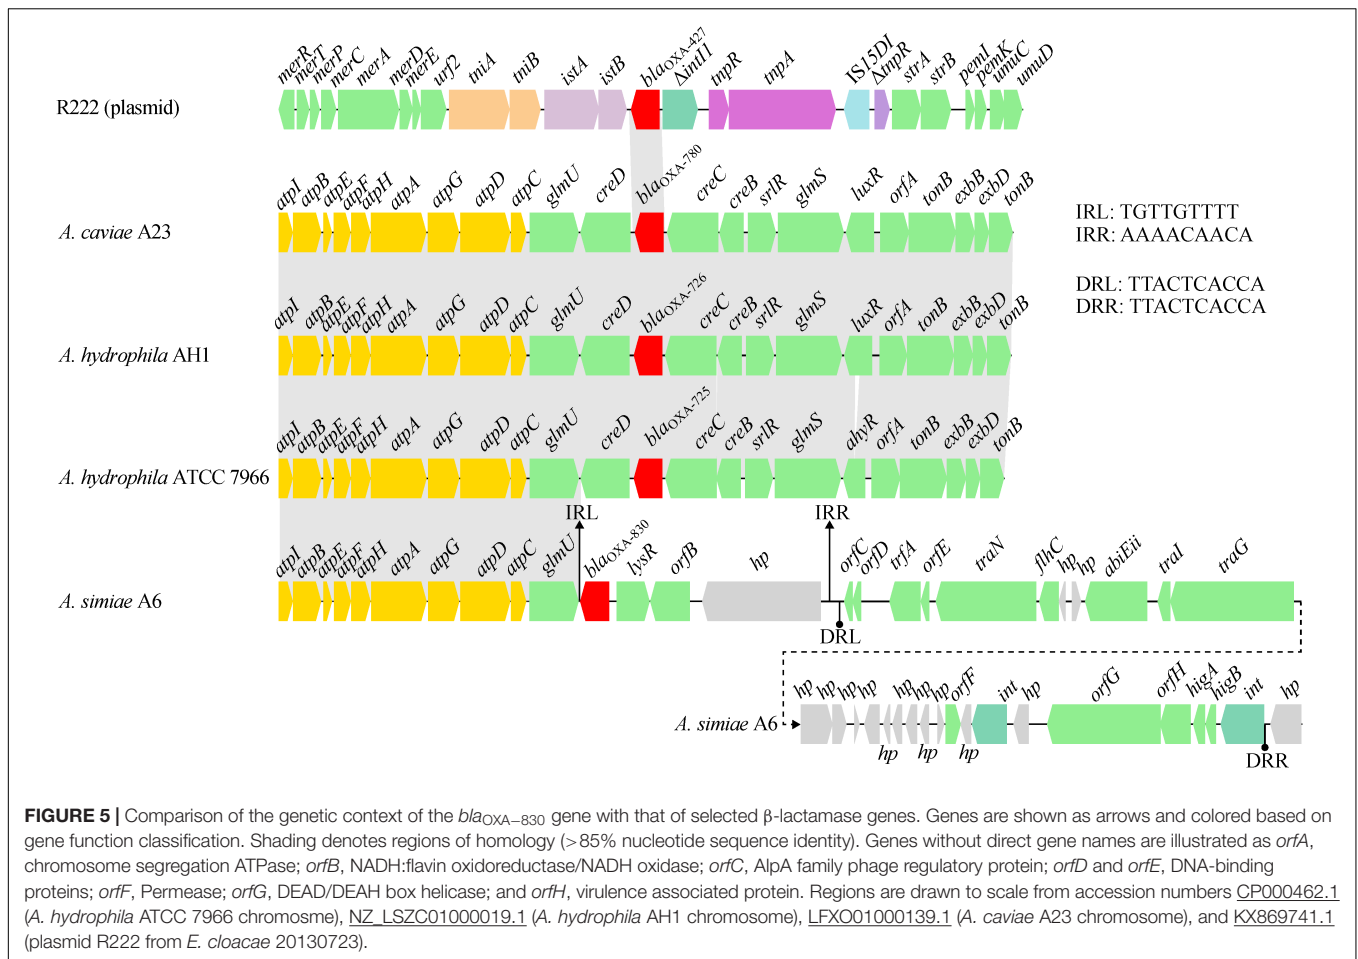 merR merT merP merC merA merD merE urf2 tniA tniB istA istB blaOXA-427 ΔintI1 tnpR tnpA IS15DI ΔtnpR strA strB pemI pemK umuC umuD
R222 (plasmid)
atpI atpB atpE atpF atpH atpA atpG atpD atpC glmU creD blaOXA-780 creC creB srlR glmS luxR orfA tonB exbB exbD tonB
A. caviae A23
IRL: TGTTGTTTT
IRR: AAAACAACA
DRL: TTACTCACCA
DRR: TTACTCACCA
atpI atpB atpE atpF atpH atpA atpG atpD atpC glmU creD blaOXA-726 creC creB srlR glmS luxR orfA tonB exbB exbD tonB
A. hydrophila AH1
atpI atpB atpE atpF atpH atpA atpG atpD atpC glmU creD blaOXA-725 creC creB srlR glmS ahyR orfA tonB exbB exbD tonB
A. hydrophila ATCC 7966
IRL IRR
atpI atpB atpE atpF atpH atpA atpG atpD atpC glmU blaOXA-830 lysR orfB hp orfC orfD trfA orfE traN flhC hp hp abiEii traI traG
A. simiae A6
DRL
hp hp hp hp hp hp hp orfF int hp orfG orfH higA higB int hp
A. simiae A6
hp hp hp
DRR
FIGURE 5 | Comparison of the genetic context of the blaOXA−830 gene with that of selected β-lactamase genes. Genes are shown as arrows and colored based on
gene function classification. Shading denotes regions of homology (>85% nucleotide sequence identity). Genes without direct gene names are illustrated as orfA,
chromosome segregation ATPase; orfB, NADH:flavin oxidoreductase/NADH oxidase; orfC, AlpA family phage regulatory protein; orfD and orfE, DNA-binding
proteins; orfF, Permease; orfG, DEAD/DEAH box helicase; and orfH, virulence associated protein. Regions are drawn to scale from accession numbers CP000462.1
(A. hydrophila ATCC 7966 chromosme), NZ_LSZC01000019.1 (A. hydrophila AH1 chromosome), LFXO01000139.1 (A. caviae A23 chromosome), and KX869741.1
(plasmid R222 from E. cloacae 20130723).